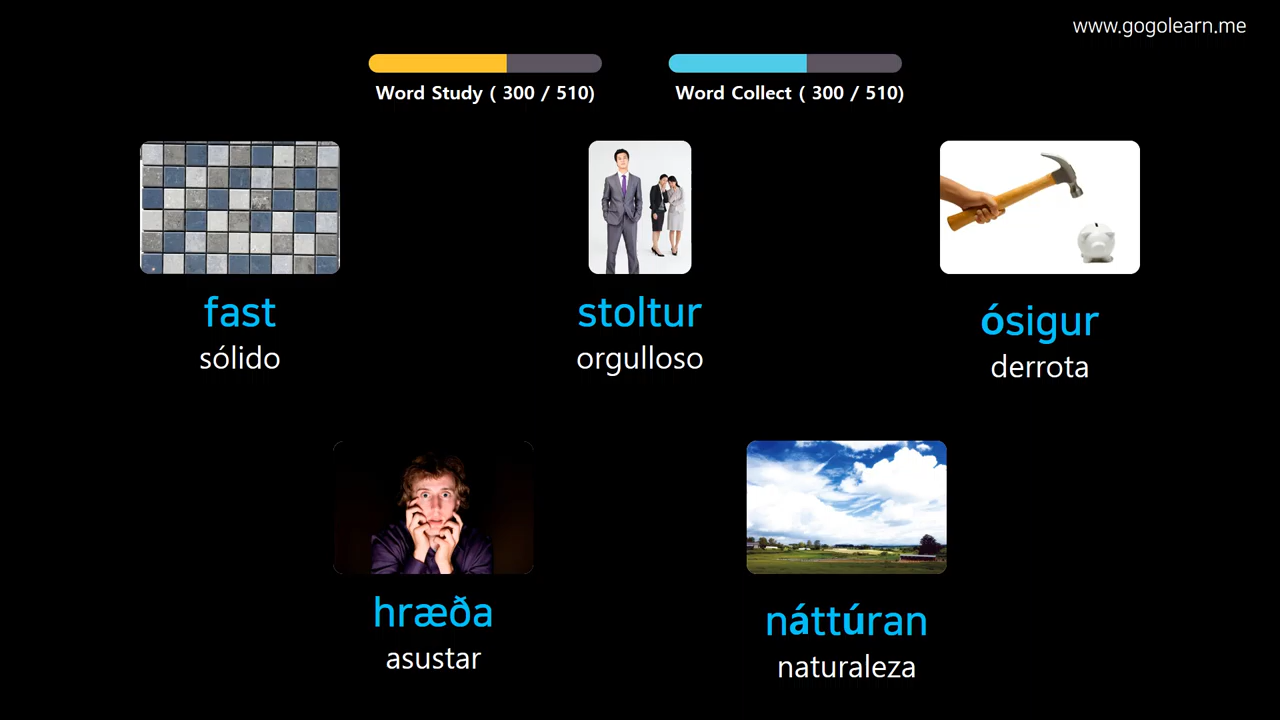 www.gogolearn.me
Word Study ( 300 / 510)
Word Collect ( 300 / 510)
fast
sólido
stoltur
orgulloso
ósigur
derrota
hræða
asustar
náttúran
naturaleza